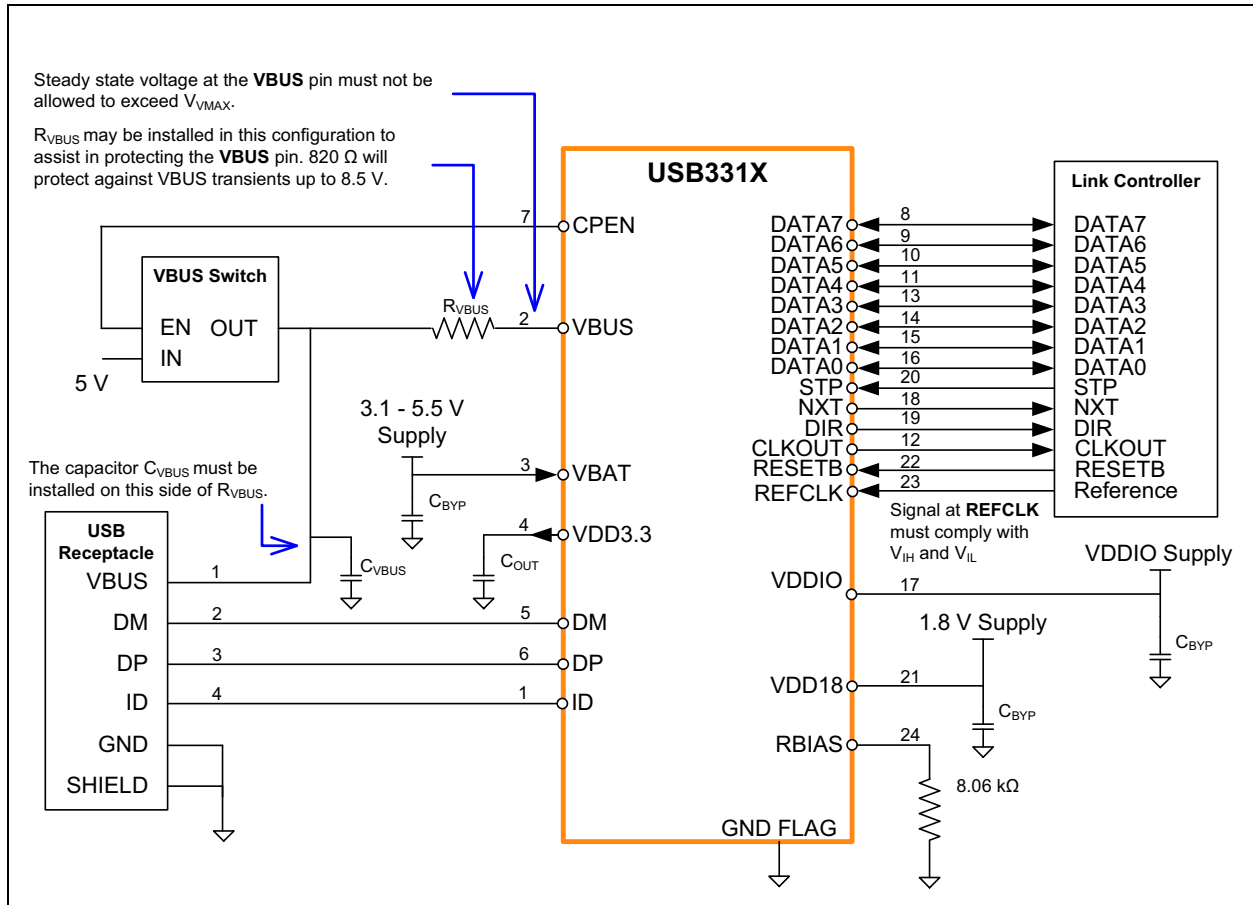 Steady state voltage at the VBUS pin must not be
allowed to exceed VVMAX.
RVBUS may be installed in this configuration to
assist in protecting the VBUS pin. 820 Ω will
protect against VBUS transients up to 8.5 V.
USB331X
Link Controller
7
CPEN
DATA7
8
DATA7
DATA6
9
DATA6
DATA5
10
DATA5
DATA4
11
DATA4
DATA3
13
DATA3
DATA2
14
DATA2
DATA1
15
DATA1
DATA0
16
DATA0
STP
20
STP
NXT
18
NXT
DIR
19
DIR
CLKOUT
12
CLKOUT
RESETB
22
RESETB
REFCLK
23
Reference
VBUS Switch
EN OUT
IN
5 V
RVBUS
2
VBUS
3.1 - 5.5 V
Supply
3
VBAT
CBYP
4
VDD3.3
COUT
Signal at REFCLK
must comply with
VIH and VIL
The capacitor CVBUS must be
installed on this side of RVBUS.
CVBUS
USB
Receptacle
VBUS
1
DM
2
5
DM
DP
3
6
DP
ID
4
1
ID
GND
SHIELD
VDDIO Supply
VDDIO
17
CBYP
1.8 V Supply
VDD18
21
CBYP
RBIAS
24
8.06 kΩ
GND FLAG